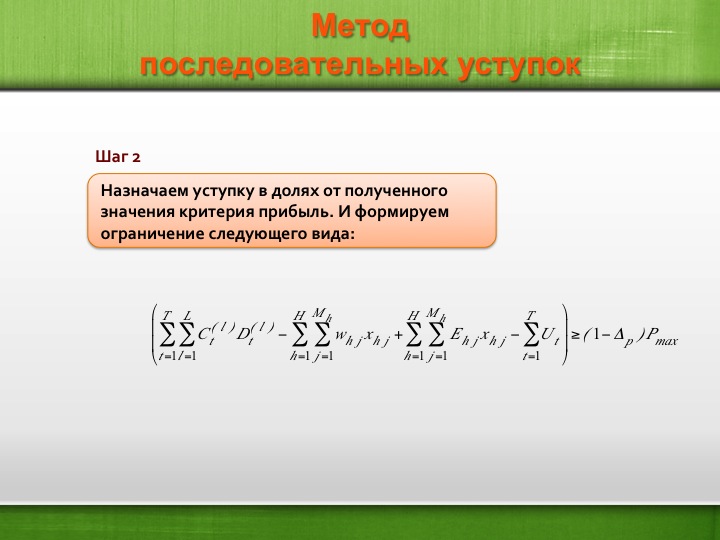 Метод
последовательных уступок
Шаг 2
Назначаем уступку в долях от полученного
значения критерия прибыль. И формируем
ограничение следующего вида:
$\left( \sum_{t=1}^{T} \sum_{l=1}^{L} C_t^{(l)} D_t^{(l)} - \sum_{h=1}^{H} \sum_{j=1}^{M_h} w_{hj} x_{hj} + \sum_{h=1}^{H} \sum_{j=1}^{M_h} E_{hj} x_{hj} - \sum_{t=1}^{T} U_t \right) \geq (1 - \Delta_p) P_{max}$